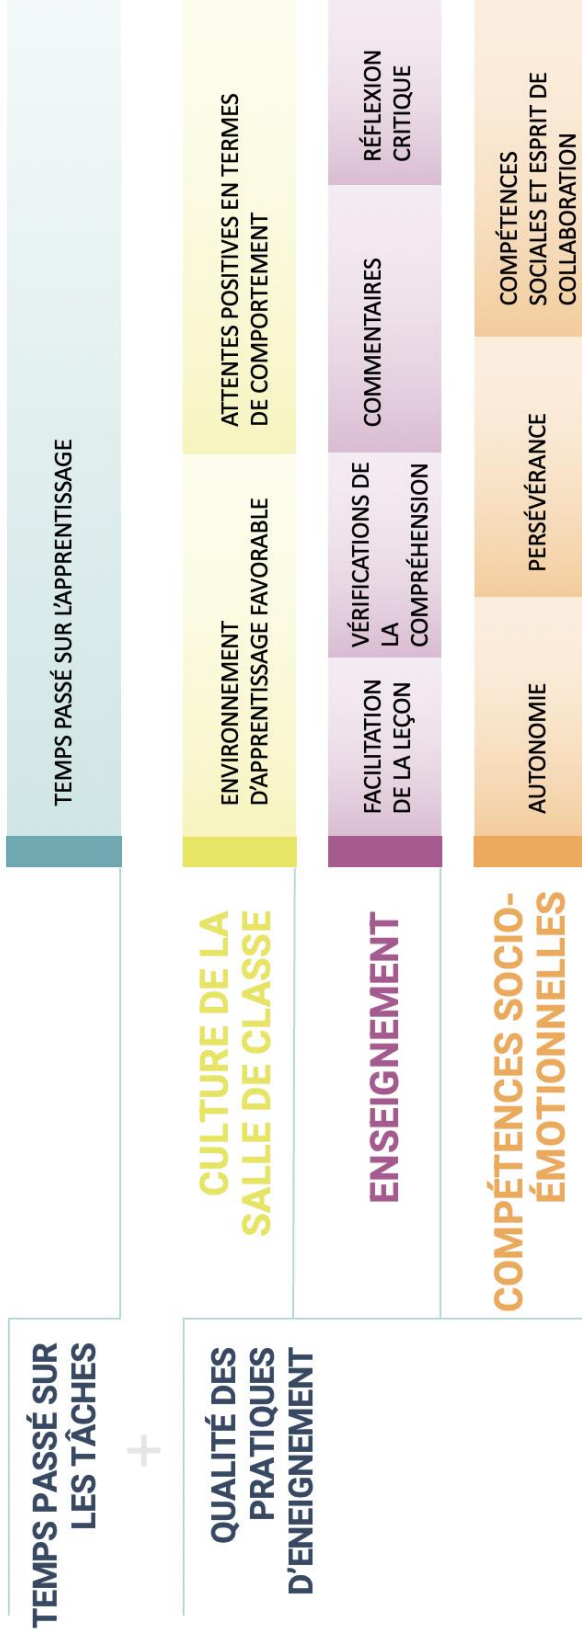 TEMPS PASSÉ SUR
LES TÂCHES
TEMPS PASSÉ SUR L'APPRENTISSAGE
+
QUALITÉ DES
PRATIQUES
D'ENEIGNEMENT
CULTURE DE LA
SALLE DE CLASSE
ENVIRONNEMENT
D'APPRENTISSAGE FAVORABLE
ATTENTES POSITIVES EN TERMES
DE COMPORTEMENT
ENSEIGNEMENT
FACILITATION
DE LA LEÇON
VÉRIFICATIONS DE
LA
COMPRÉHENSION
COMMENTAIRES
RÉFLEXION
CRITIQUE
COMPÉTENCES SOCIO-
ÉMOTIONNELLES
AUTONOMIE
PERSÉVÉRANCE
COMPÉTENCES
SOCIALES ET ESPRIT DE
COLLABORATION